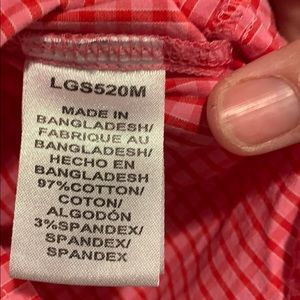 LGS520M
MADE IN
BANGLADESH/
FABRIQUE AU
BANGLADESH/
HECHO EN
BANGLADESH
97%COTTON/
COTON/
ALGODÓN
3%SPANDEX/
SPANDEX/
SPANDEX